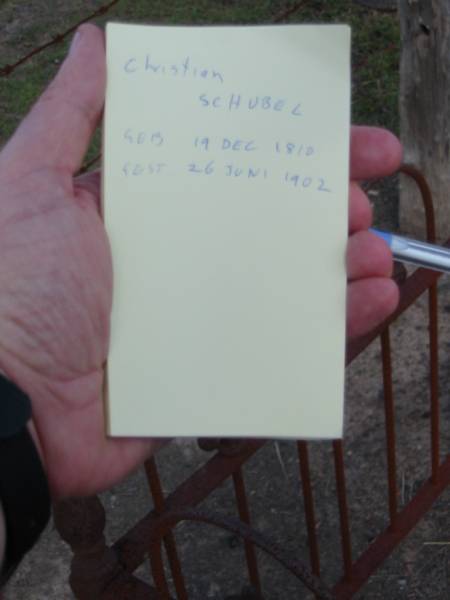 Christian
SCHUBEL
GEB 19 DEC 1810
GEST 26 JUNI 1902